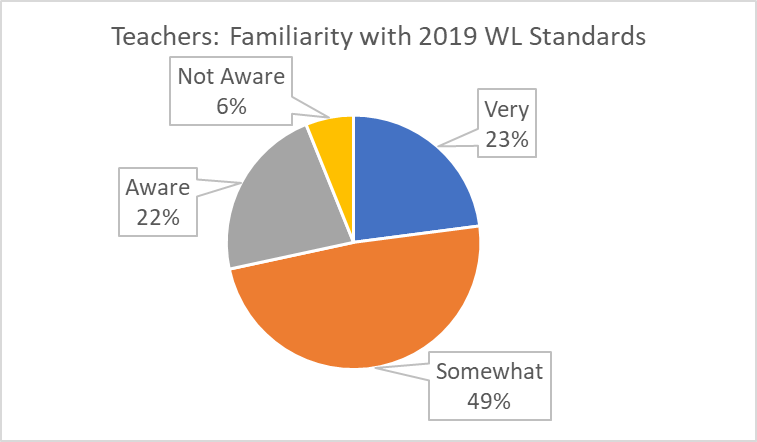 Teachers: Familiarity with 2019 WL Standards
Not Aware
6%
Very
23%
Aware
22%
Somewhat
49%